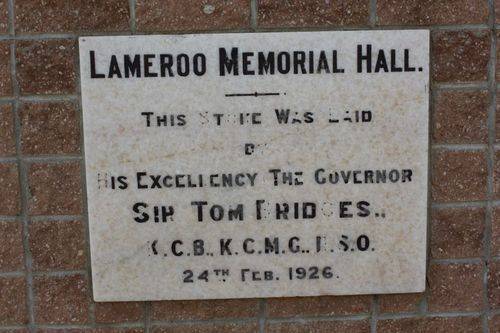 LAMEROO MEMORIAL HALL.
THIS STONE WAS LAID
BY
HIS EXCELLENCY THE GOVERNOR
SIR TOM BRIDGES.,
K.C.B., K.C.M.G., D.S.O.
24TH FEB. 1926.